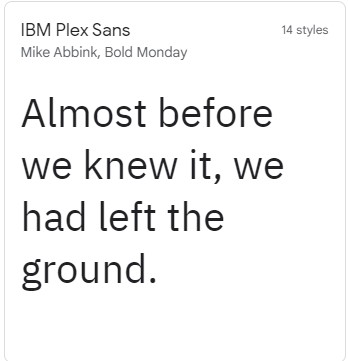 IBM Plex Sans
14 styles
Mike Abbink, Bold Monday
Almost before
we knew it, we
had left the
ground.